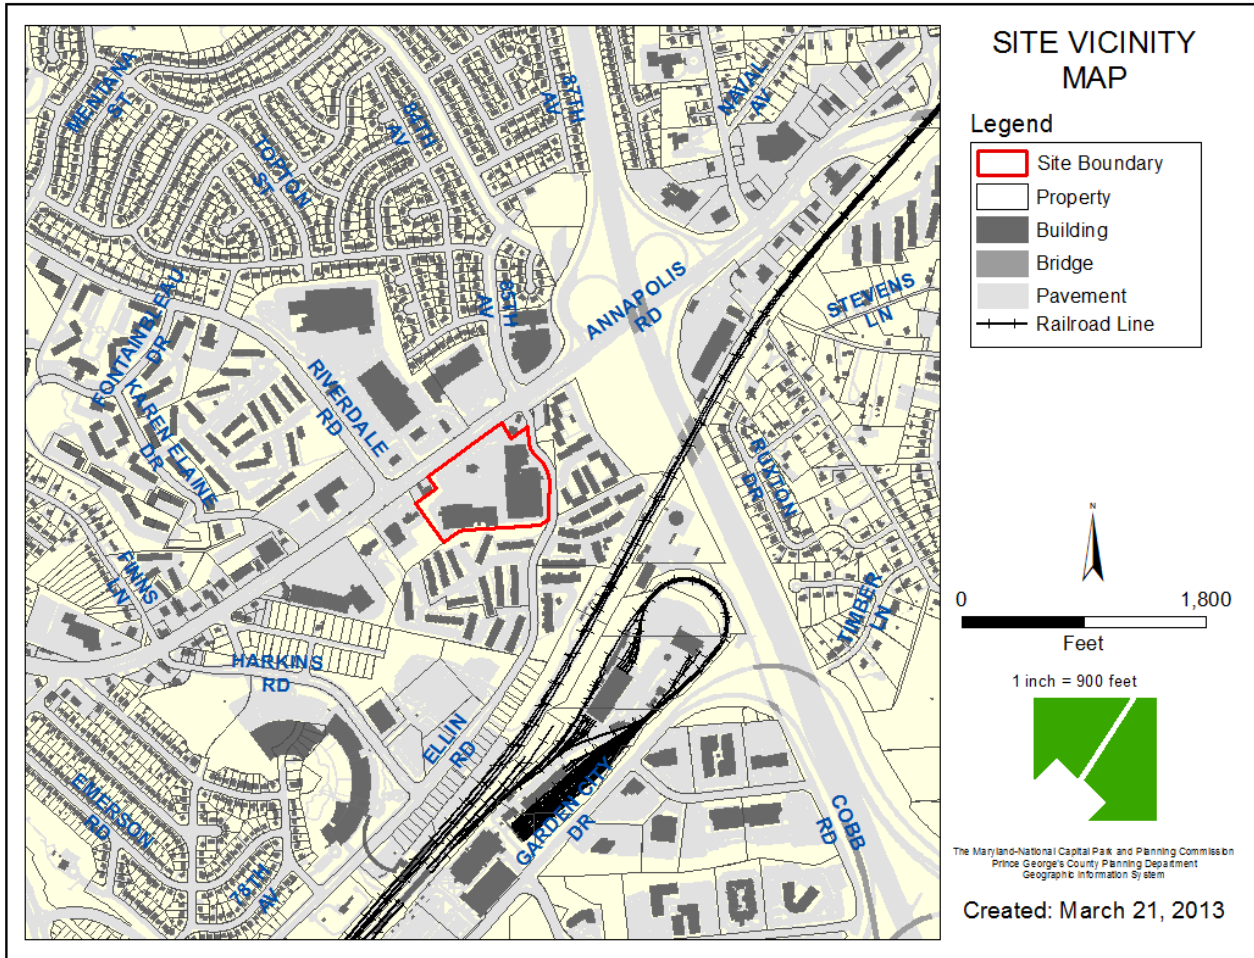 SITE VICINITY
MAP
Legend
Site Boundary
Property
Building
Bridge
Pavement
Railroad Line
N
0 1,800
Feet
1 inch = 900 feet
The Maryland-National Capital Park and Planning Commission
Prince George's County Planning Department
Geographic Information System
Created: March 21, 2013
MENTANA
ST
TOPTON
ST
84TH
AV
87TH
AV
NAVAL
AV
85TH
AV
ANNAPOLIS
RD
STEVENS
LN
FONTAINBLEAU
DR
KAREN ELAINE
DR
RIVERDALE
RD
RUXTON
DR
FINNS
LN
TIMBER
LN
HARKINS
RD
ELLIN
RD
EMERSON
RD
78TH
AV
GARDEN CITY
DR
COBB
RD